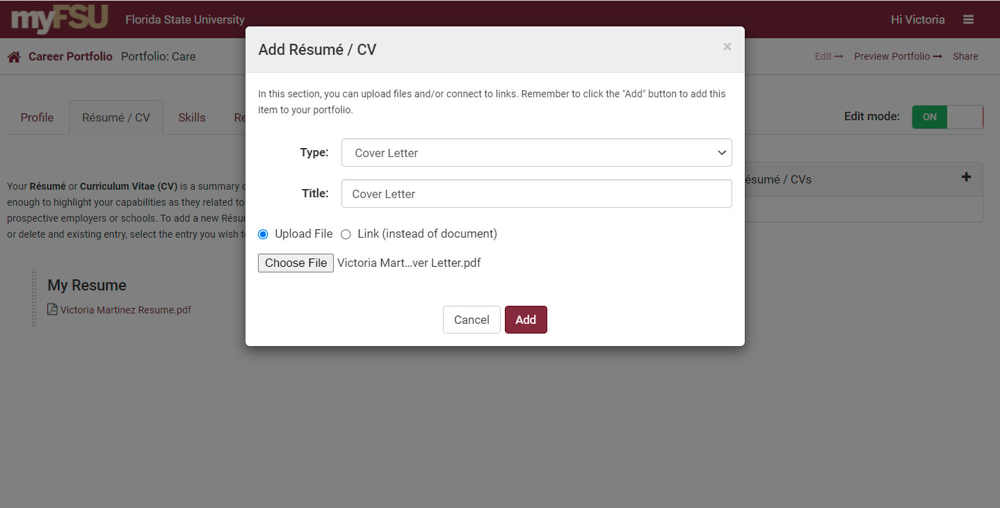 myFSU Florida State University Hi Victoria
Career Portfolio Portfolio: Care Edit Preview Portfolio Share
Add Résumé / CV ×
In this section, you can upload files and/or connect to links. Remember to click the "Add" button to add this
item to your portfolio.
Type: Cover Letter
Title: Cover Letter
Upload File Link (instead of document)
Choose File Victoria Mart...ver Letter.pdf
Cancel Add
Profile Résumé / CV Skills Edit mode: ON
Your Résumé or Curriculum Vitae (CV) is a summary
enough to highlight your capabilities as they related to
prospective employers or schools. To add a new
or delete and existing entry, select the entry you wish
ésumé / CVs
My Resume
Victoria Martinez Resume.pdf